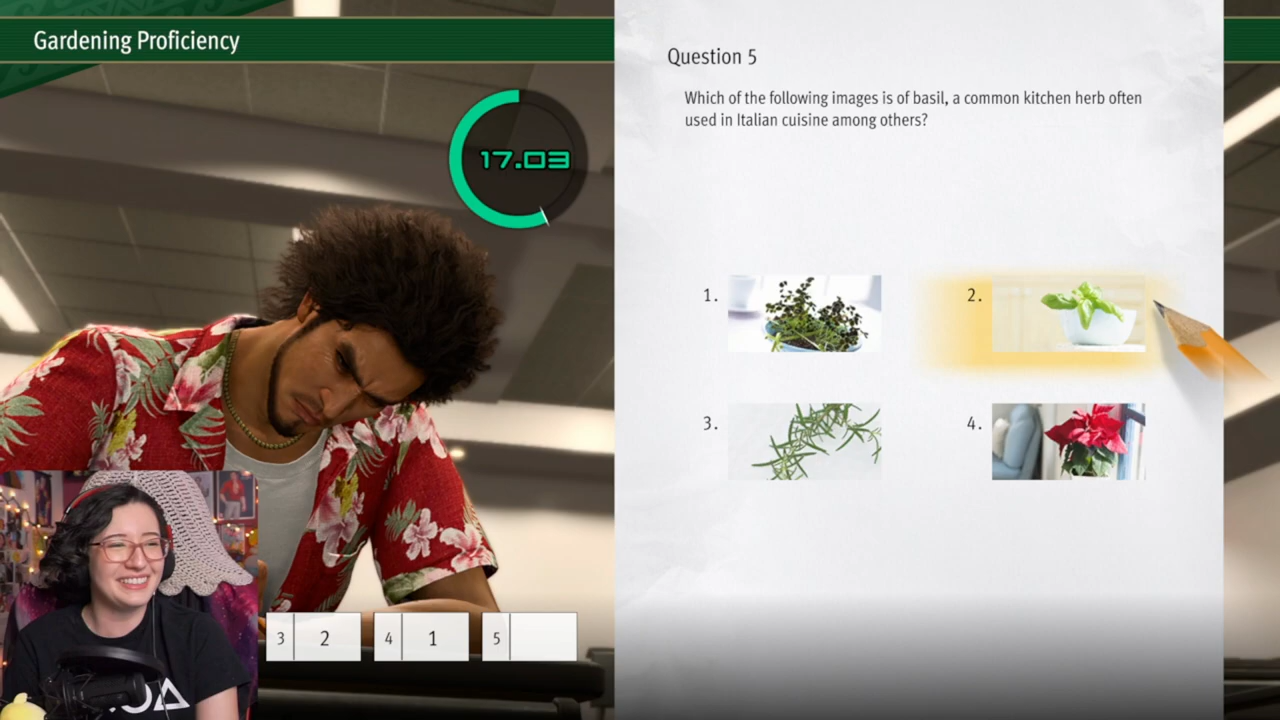 Gardening Proficiency
17.03
Question 5
Which of the following images is of basil, a common kitchen herb often
used in Italian cuisine among others?
1.
2.
3.
4.
3 2
4 1
5